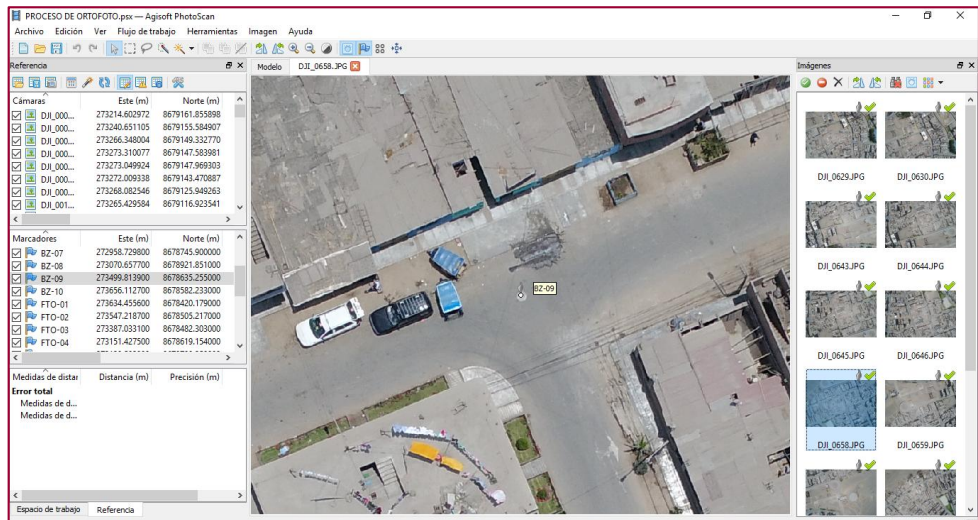 PROCESO DE ORTOFOTO.psx — Agisoft PhotoScan
Archivo Edición Ver Flujo de trabajo Herramientas Imagen Ayuda
Referencia
Modelo DJI_0658.JPG
Imágenes
Cámaras Este (m) Norte (m)
DJI_000... 273214.602972 8679161.855898
DJI_000... 273240.651105 8679155.584907
DJI_000... 273266.348004 8679149.332770
DJI_000... 273273.310077 8679147.583981
DJI_000... 273273.049924 8679147.969303
DJI_000... 273272.009338 8679143.470887
DJI_000... 273268.082546 8679125.949263
DJI_001... 273265.429584 8679116.923541
Marcadores Este (m) Norte (m)
BZ-07 272958.729800 8678745.900000
BZ-08 273070.657700 8678921.851000
BZ-09 273499.813900 8678635.255000
BZ-10 273656.112700 8678582.233000
FTO-01 273634.455600 8678420.179000
FTO-02 273547.218700 8678505.217000
FTO-03 273387.033100 8678482.303000
FTO-04 273151.427500 8678619.154000
Medidas de distar Distancia (m) Precisión (m)
Error total
Medidas de d...
Medidas de d...
Espacio de trabajo Referencia
BZ-09
DJI_0629.JPG DJI_0630.JPG
DJI_0643.JPG DJI_0644.JPG
DJI_0645.JPG DJI_0646.JPG
DJI_0658.JPG DJI_0659.JPG